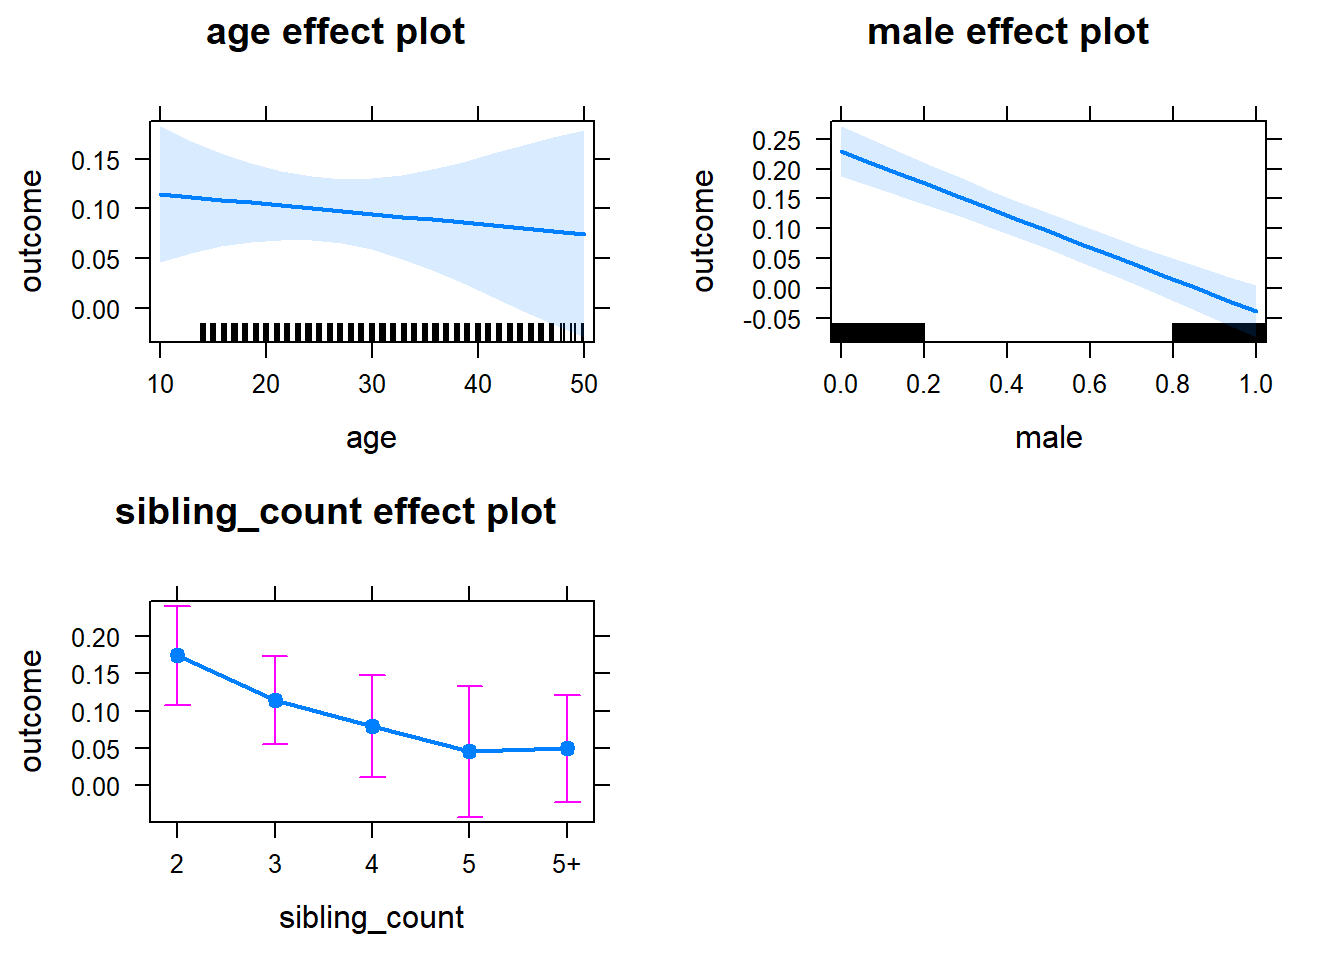 age effect plot
outcome
0.15
0.10
0.05
0.00
10 20 30 40 50
age
male effect plot
outcome
0.25
0.20
0.15
0.10
0.05
0.00
-0.05
0.0 0.2 0.4 0.6 0.8 1.0
male
sibling_count effect plot
outcome
0.20
0.15
0.10
0.05
0.00
2 3 4 5 5+
sibling_count